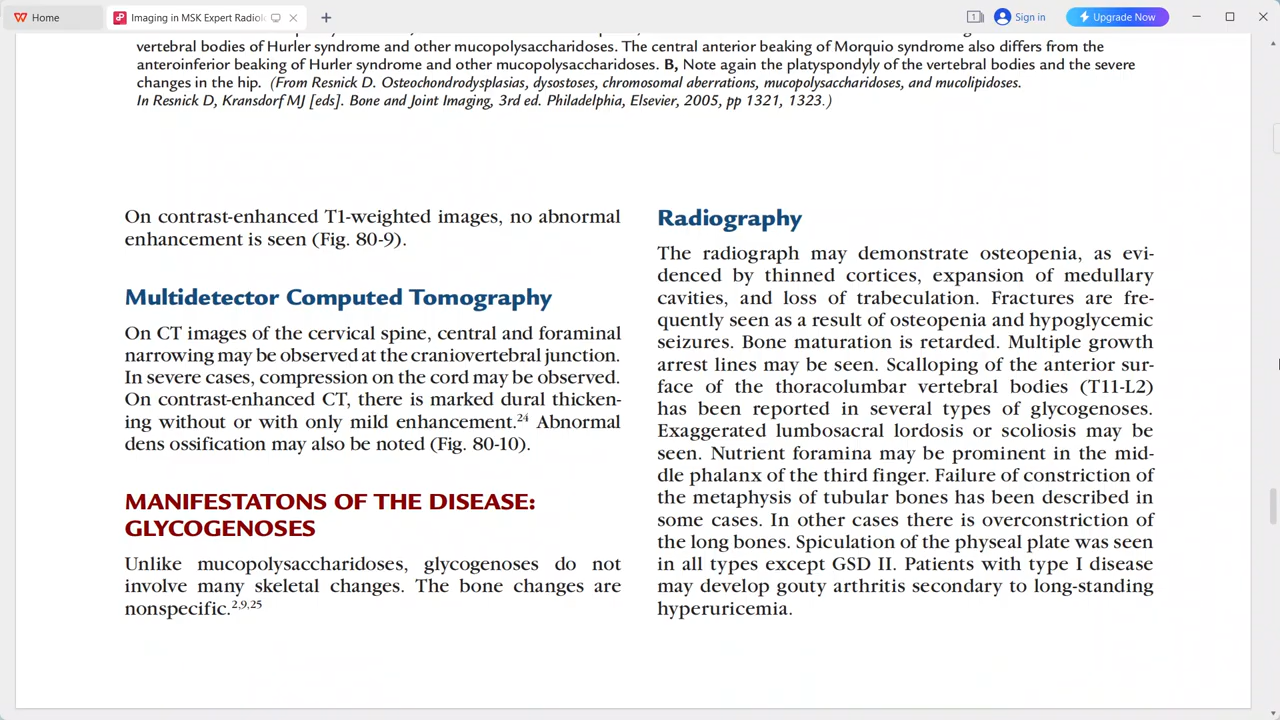 Home
Imaging in MSK Expert Radiolo
1
Sign in
Upgrade Now
vertebral bodies of Hurler syndrome and other mucopolysaccharidoses. The central anterior beaking of Morquio syndrome also differs from the
anteroinferior beaking of Hurler syndrome and other mucopolysaccharidoses. B, Note again the platyspondyly of the vertebral bodies and the severe
changes in the hip. (From Resnick D. Osteochondrodysplasias, dysostoses, chromosomal aberrations, mucopolysaccharidoses, and mucolipidoses.
In Resnick D, Kransdorf MJ [eds]. Bone and Joint Imaging, 3rd ed. Philadelphia, Elsevier, 2005, pp 1321, 1323.)
On contrast-enhanced T1-weighted images, no abnormal
enhancement is seen (Fig. 80-9).
Multidetector Computed Tomography
On CT images of the cervical spine, central and foraminal
narrowing may be observed at the craniovertebral junction.
In severe cases, compression on the cord may be observed.
On contrast-enhanced CT, there is marked dural thicken-
ing without or with only mild enhancement.24 Abnormal
dens ossification may also be noted (Fig. 80-10).
MANIFESTATONS OF THE DISEASE:
GLYCOGENOSES
Unlike mucopolysaccharidoses, glycogenoses do not
involve many skeletal changes. The bone changes are
nonspecific.2,9,25
Radiography
The radiograph may demonstrate osteopenia, as evi-
denced by thinned cortices, expansion of medullary
cavities, and loss of trabeculation. Fractures are fre-
quently seen as a result of osteopenia and hypoglycemic
seizures. Bone maturation is retarded. Multiple growth
arrest lines may be seen. Scalloping of the anterior sur-
face of the thoracolumbar vertebral bodies (T11-L2)
has been reported in several types of glycogenoses.
Exaggerated lumbosacral lordosis or scoliosis may be
seen. Nutrient foramina may be prominent in the mid-
dle phalanx of the third finger. Failure of constriction of
the metaphysis of tubular bones has been described in
some cases. In other cases there is overconstriction of
the long bones. Spiculation of the physeal plate was seen
in all types except GSD II. Patients with type I disease
may develop gouty arthritis secondary to long-standing
hyperuricemia.